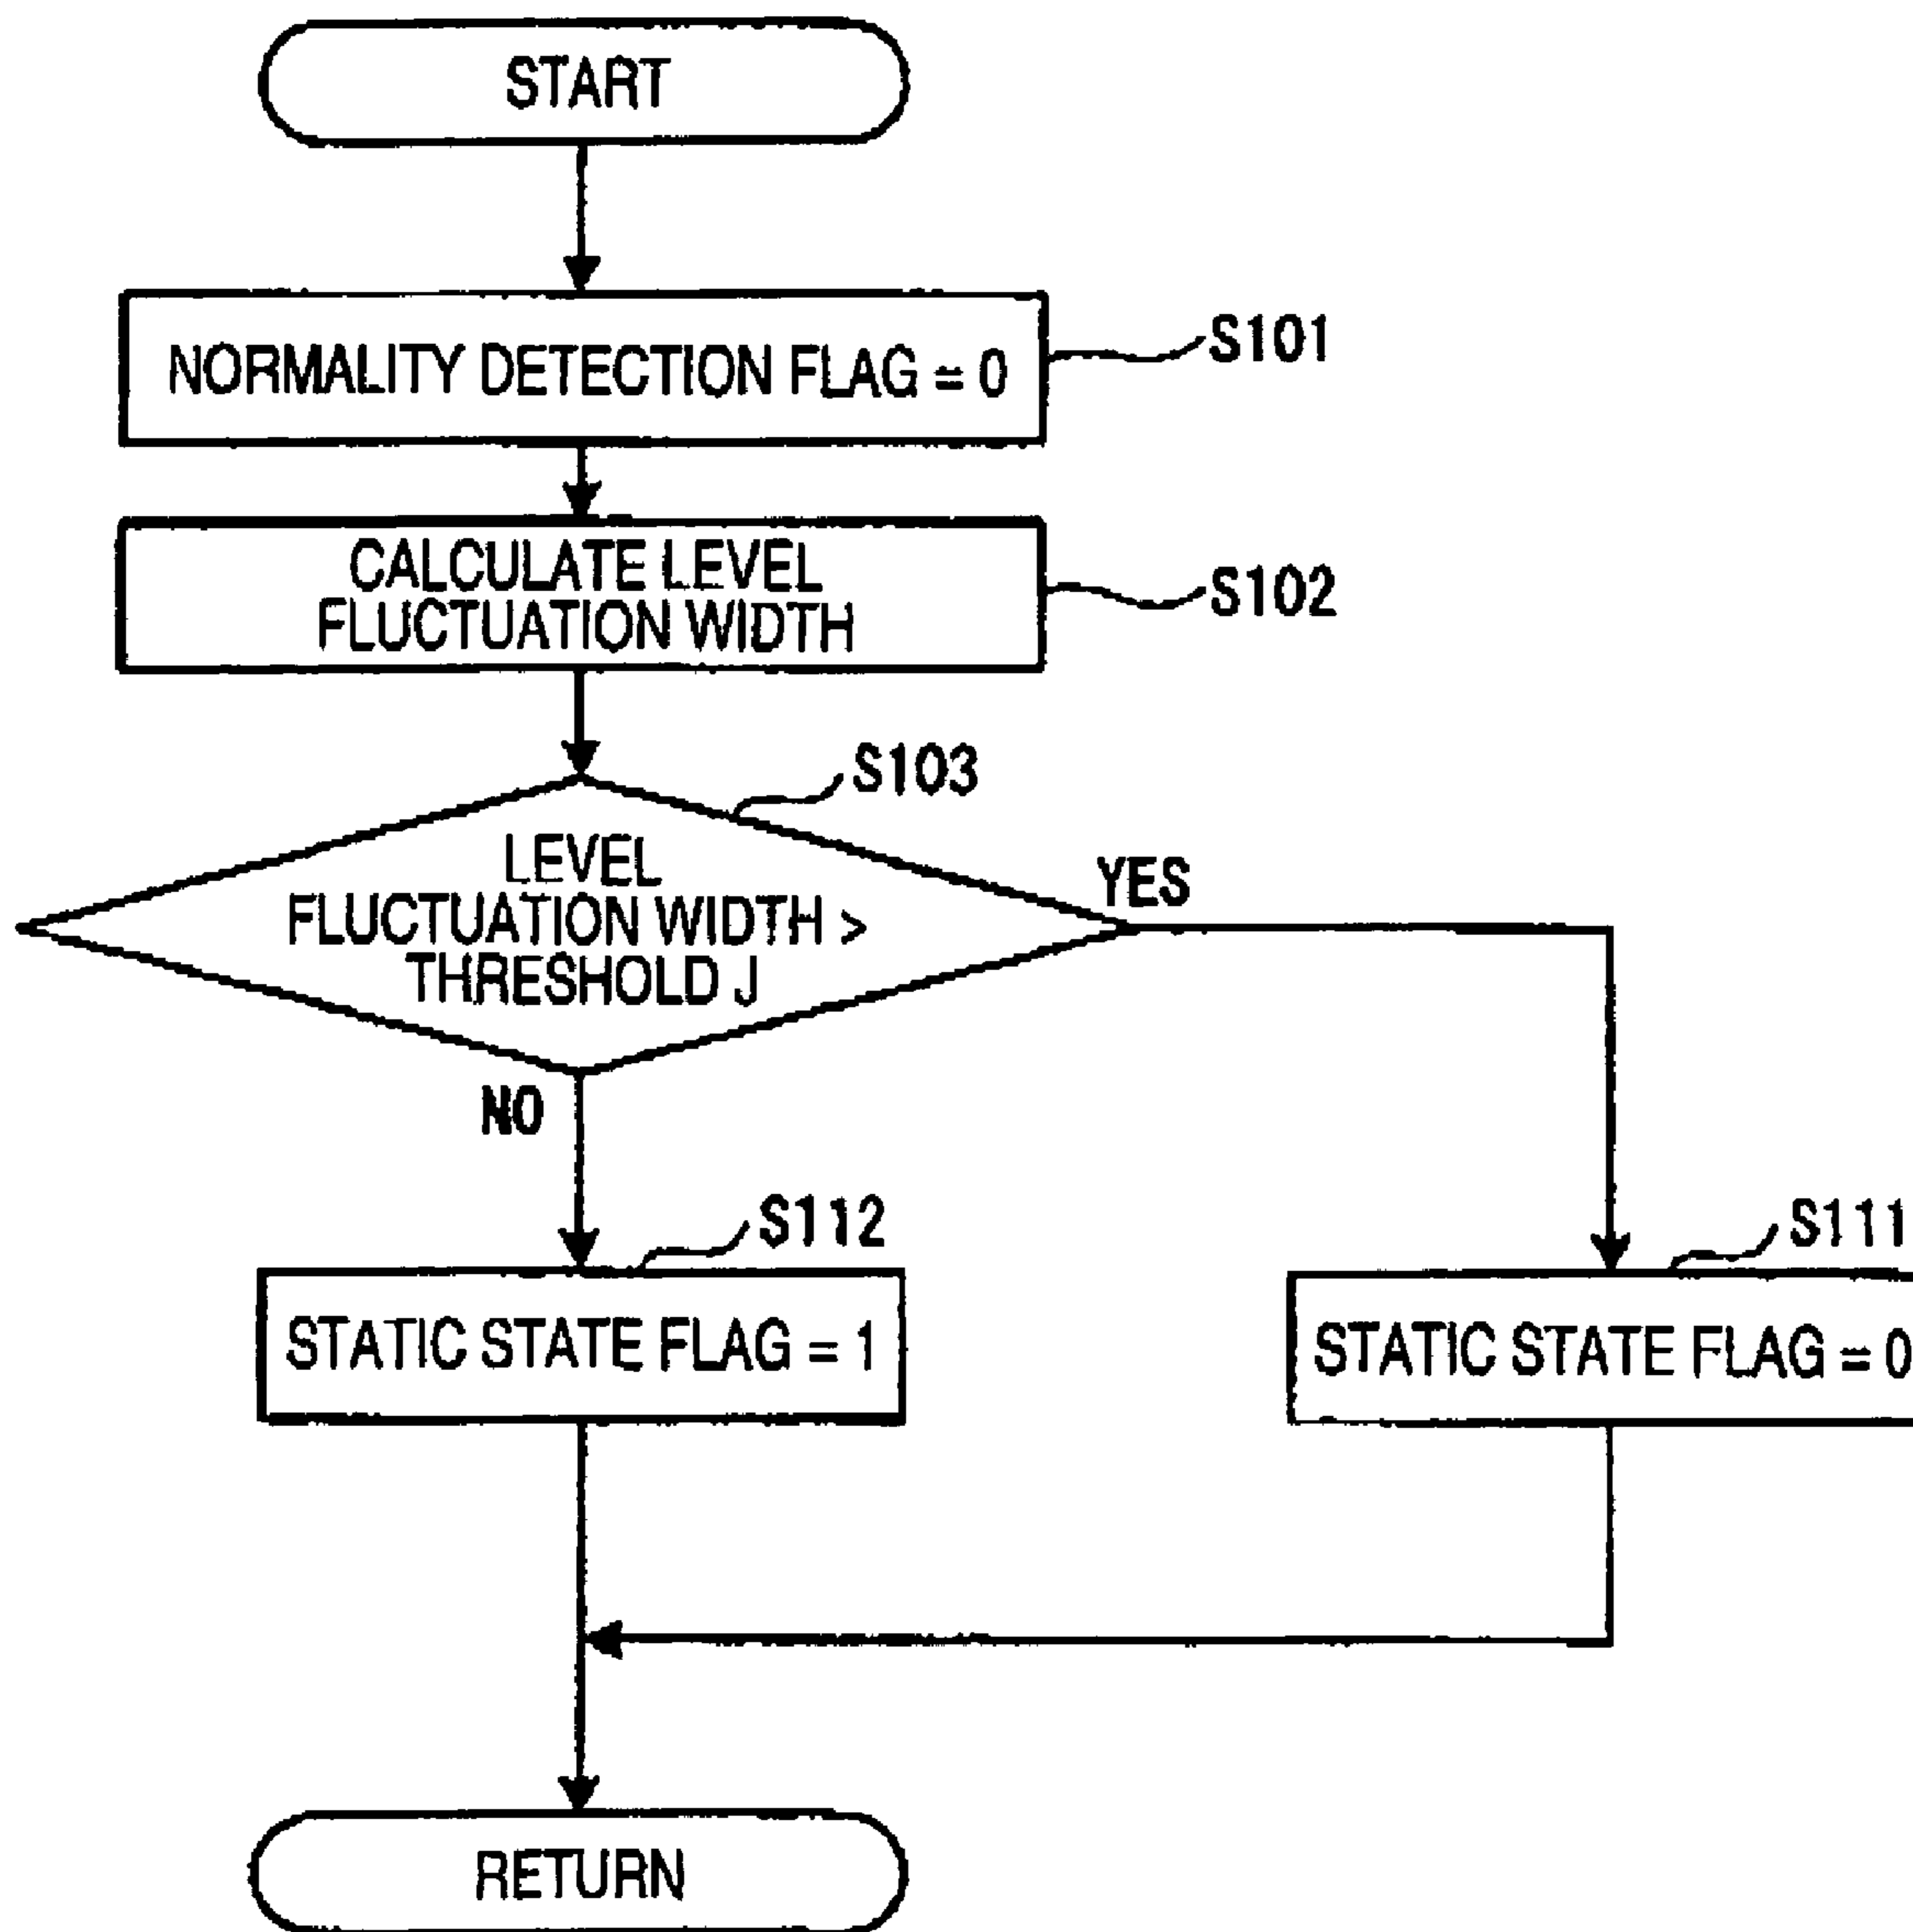 START
NORMALITY DETECTION FLAG = 0
S101
CALCULATE LEVEL
FLUCTUATION WIDTH
S102
S103
LEVEL
FLUCTUATION WIDTH >
THRESHOLD J
YES
NO
S112
S111
STATIC STATE FLAG = 1
STATIC STATE FLAG = 0
RETURN